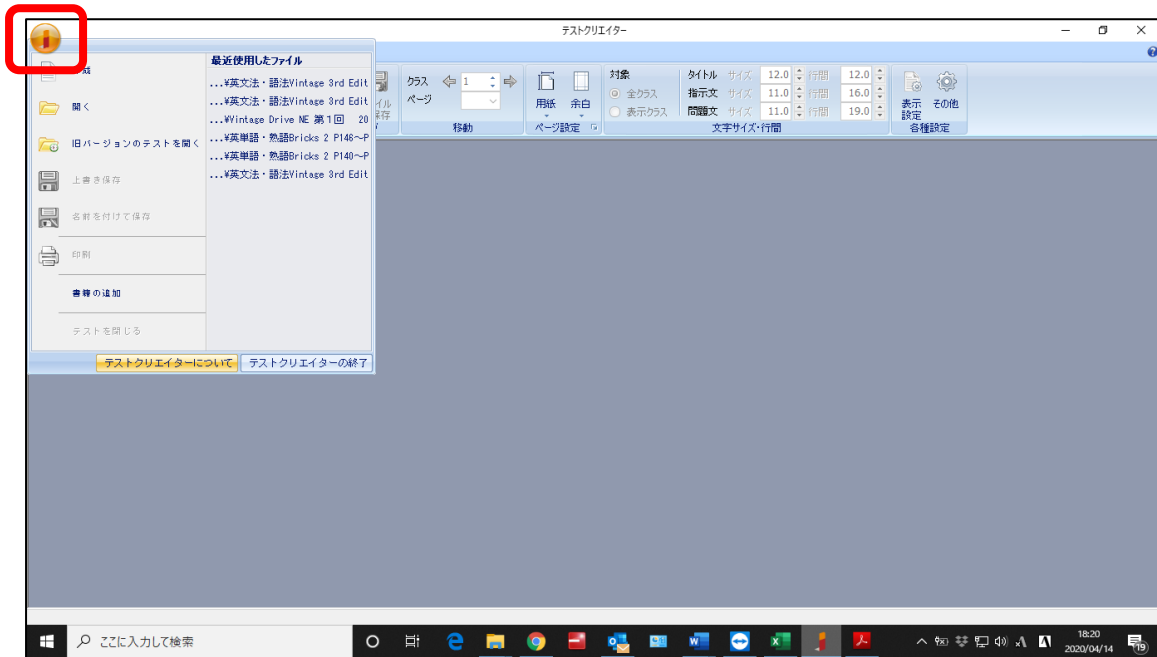 テストクリエイター
最近使用したファイル
...¥英文法・語法Vintage 3rd Edit
...¥英文法・語法Vintage 3rd Edit
...¥Vintage Drive NE 第1回 20
...¥英単語・熟語Bricks 2 P146～P
...¥英単語・熟語Bricks 2 P140～P
...¥英文法・語法Vintage 3rd Edit
開く
旧バージョンのテストを開く
上書き保存
名前を付けて保存
印刷
書籍の追加
テストを閉じる
テストクリエイターについて
テストクリエイターの終了
クラス 1
ページ
移動
用紙 余白
ページ設定
対象
全クラス
表示クラス
タイトル サイズ 12.0 行間 12.0
指示文 サイズ 11.0 行間 16.0
問題文 サイズ 11.0 行間 19.0
文字サイズ・行間
表示設定 その他
各種設定
ここに入力して検索
18:20
2020/04/14
19